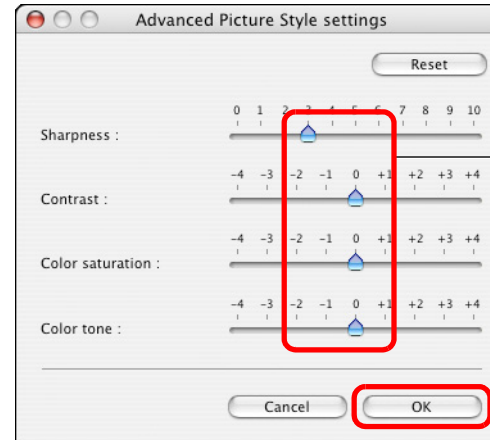 Advanced Picture Style settings
Reset
0 1 2 3 4 5 6 7 8 9 10
Sharpness :
-4 -3 -2 -1 0 +1 +2 +3 +4
Contrast :
-4 -3 -2 -1 0 +1 +2 +3 +4
Color saturation :
-4 -3 -2 -1 0 +1 +2 +3 +4
Color tone :
Cancel OK